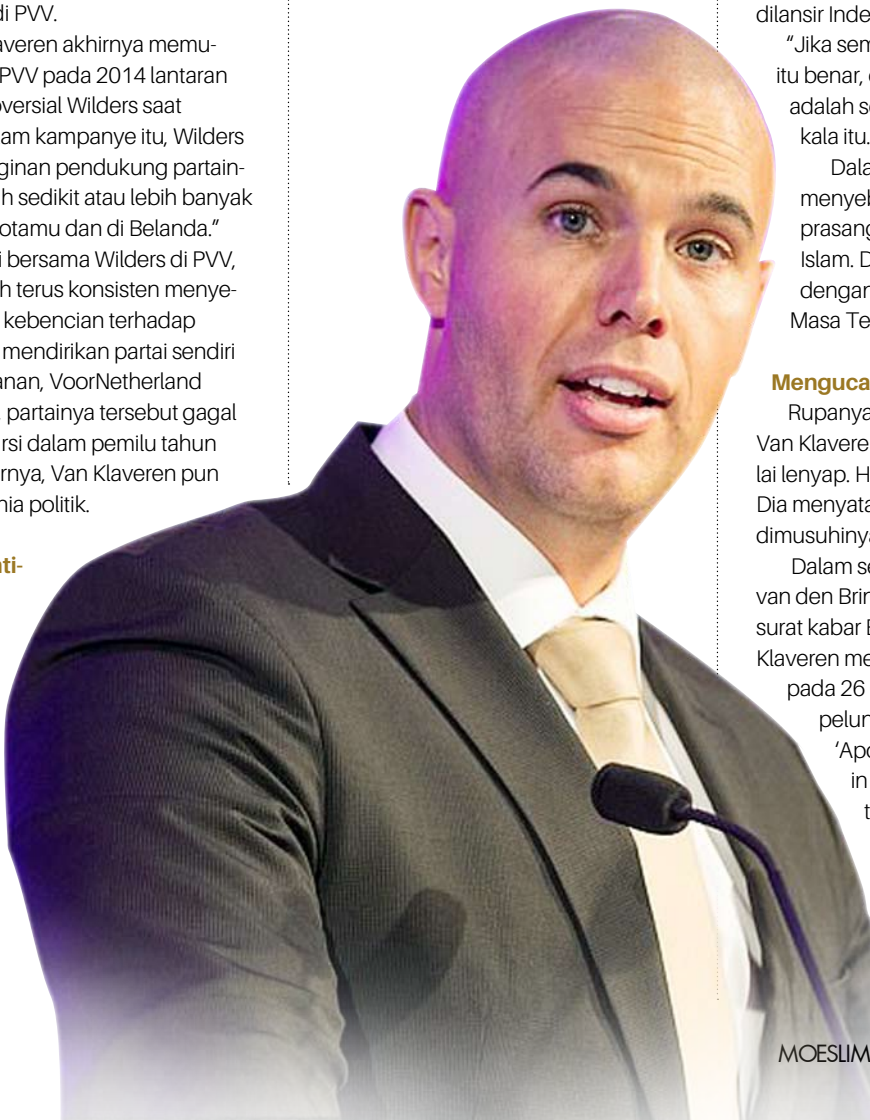 di PVV.
averen akhirnya memu-
PVV pada 2014 lantaran
oversial Wilders saat
am kampanye itu, Wilders
ginan pendukung partain-
h sedikit atau lebih banyak
otamu dan di Belanda.”
i bersama Wilders di PVV,
h terus konsisten menye-
kebencian terhadap
mendirikan partai sendiri
anan, VoorNetherland
partainya tersebut gagal
rsi dalam pemilu tahun
rnya, Van Klaveren pun
nia politik.
nti-
dilansir Inde
“Jika sem
itu benar,
adalah se
kala itu.
Dala
menyeb
prasang
Islam. D
dengan
Masa Te
Menguca
Rupanya
Van Klavere
lai lenyap. H
Dia menyata
dimusuhinya
Dalam se
van den Brin
surat kabar
Klaveren me
pada 26
pelun
‘Apo
in
t
MOESLIM